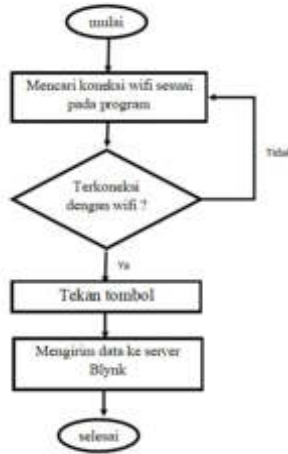 mulai
Mencari koneksi wifi sesuai
pada program
Tidak
Terkoneksi
dengan wifi ?
Ya
Tekan tombol
Mengirim data ke server
Blynk
selesai